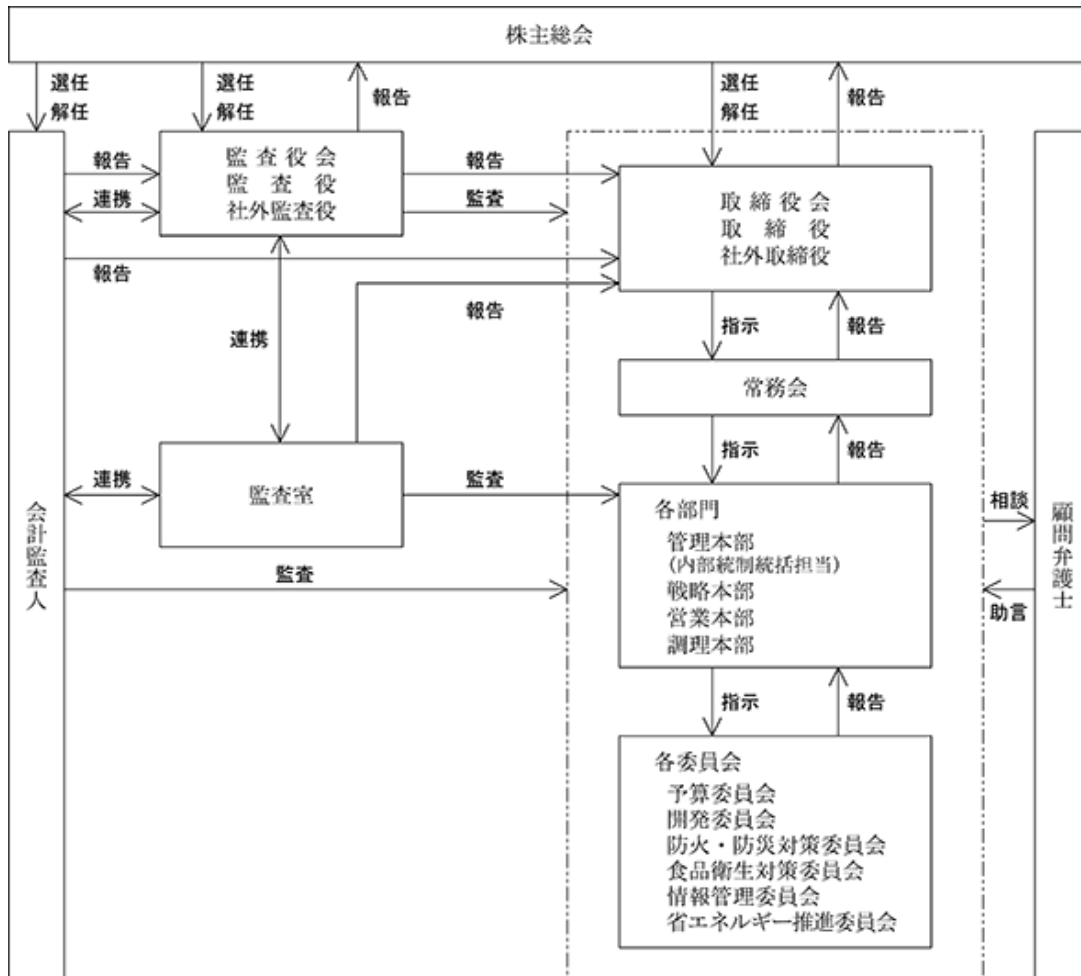 株主総会
選任
解任
選任
解任
報告
選任
解任
報告
報告
連携
監査役会
監査役
社外監査役
報告
監査
取締役会
取締役
社外取締役
報告
報告
連携
指示
報告
常務会
指示
報告
連携
監査室
監査
各部門
管理本部
(内部統制統括担当)
戦略本部
営業本部
調理本部
相談
助言
会計監査人
監査
顧問弁護士
指示
報告
各委員会
予算委員会
開発委員会
防火・防災対策委員会
食品衛生対策委員会
情報管理委員会
省エネルギー推進委員会